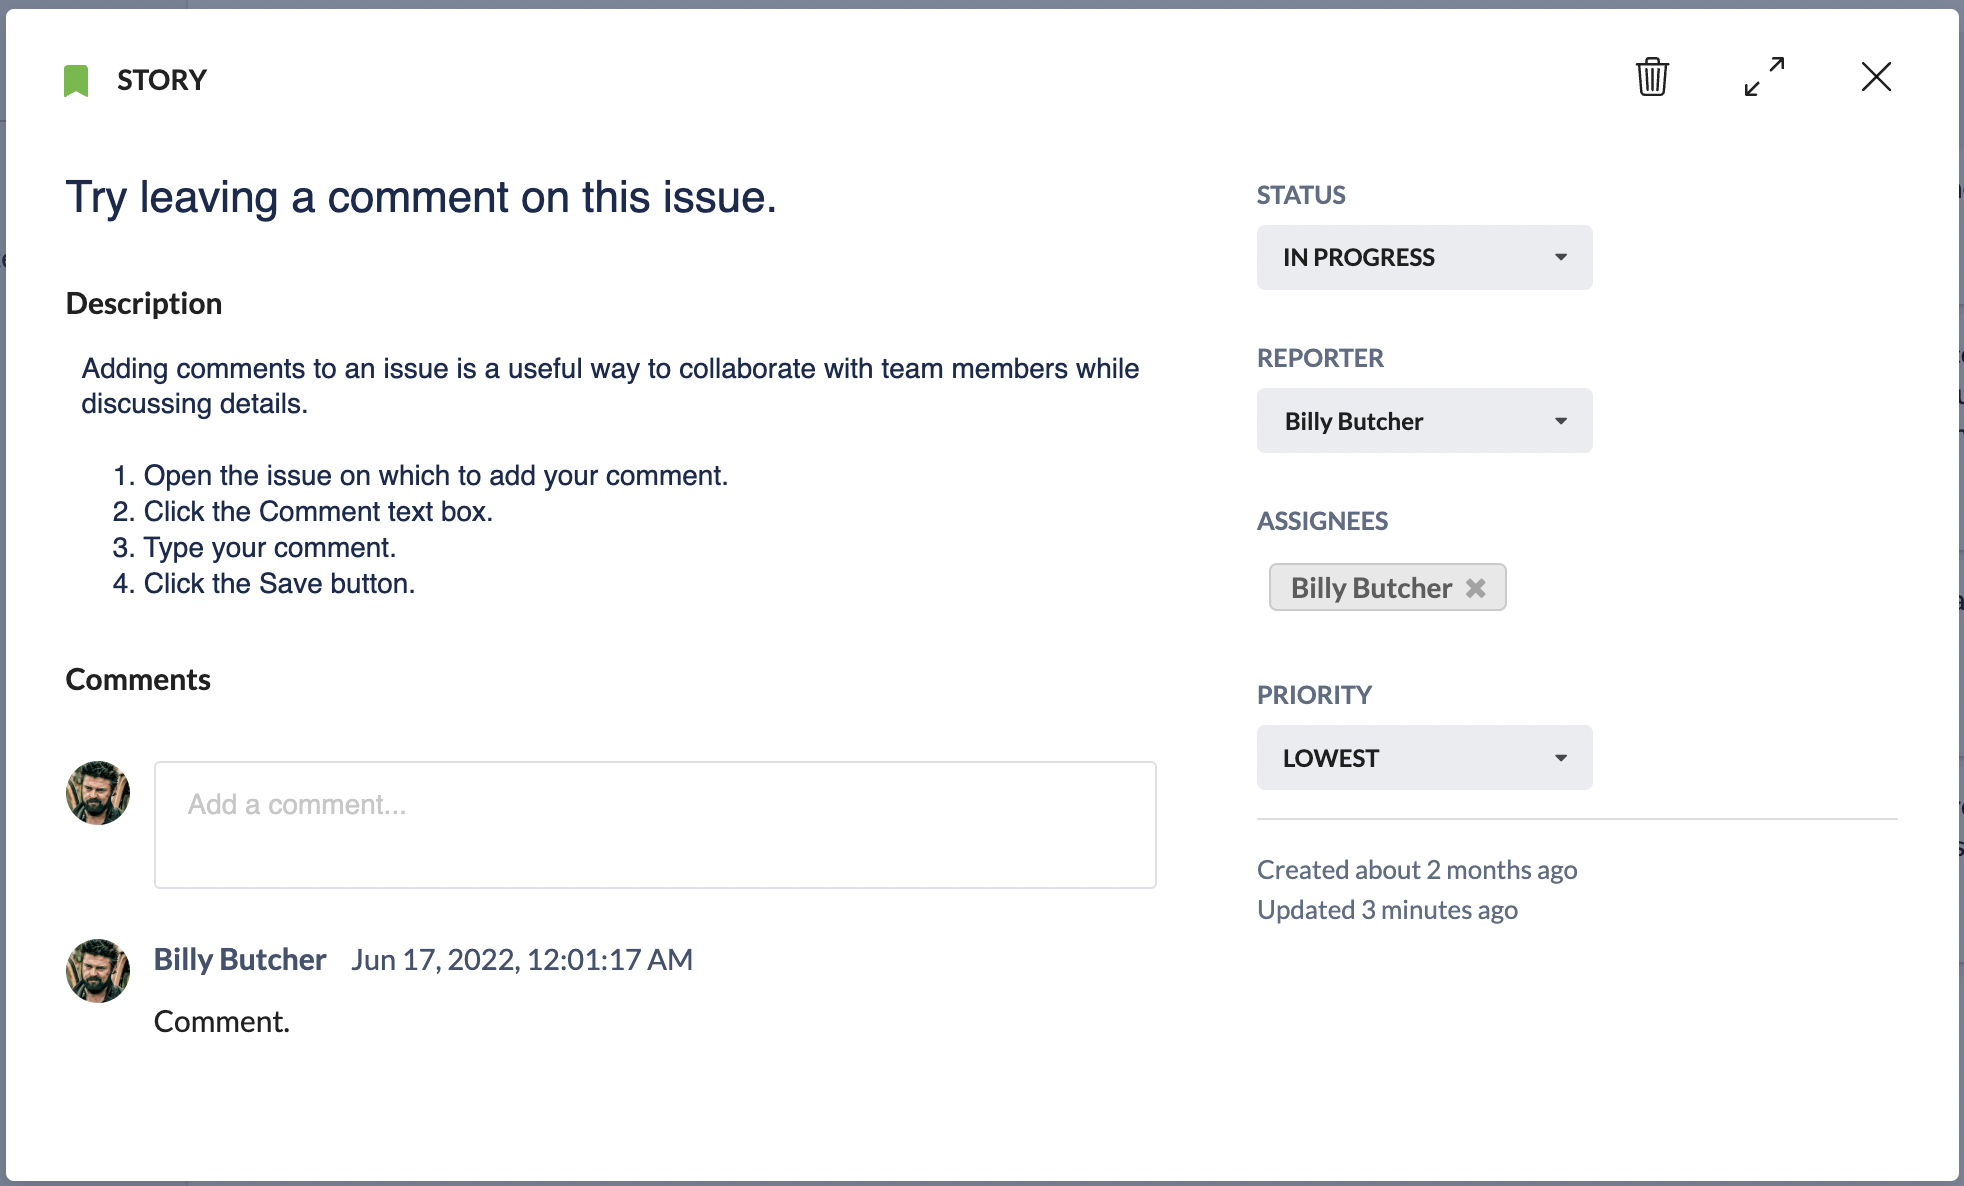 STORY
Try leaving a comment on this issue.
Description
Adding comments to an issue is a useful way to collaborate with team members while
discussing details.
1. Open the issue on which to add your comment.
2. Click the Comment text box.
3. Type your comment.
4. Click the Save button.
Comments
Add a comment...
Billy Butcher Jun 17, 2022, 12:01:17 AM
Comment.
STATUS
IN PROGRESS
REPORTER
Billy Butcher
ASSIGNEES
Billy Butcher
PRIORITY
LOWEST
Created about 2 months ago
Updated 3 minutes ago